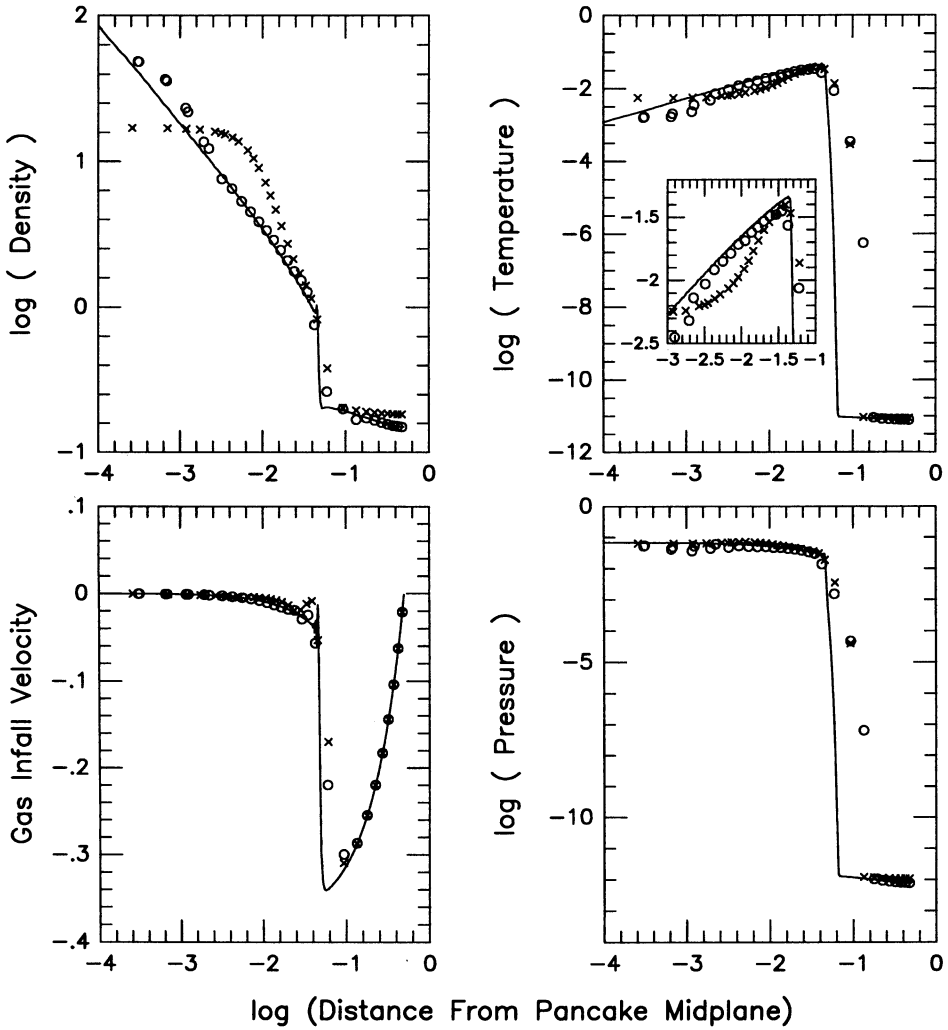 log ( Density )
2
1
0
−1
−4 −3 −2 −1 0
log ( Temperature )
0
−2
−4
−6
−8
−10
−12
−4 −3 −2 −1 0
−1.5
−2
−2.5
−3 −2.5 −2 −1.5 −1
Gas Infall Velocity
.1
0
−.1
−.2
−.3
−.4
−4 −3 −2 −1 0
log ( Pressure )
0
−5
−10
−4 −3 −2 −1 0
log (Distance From Pancake Midplane)